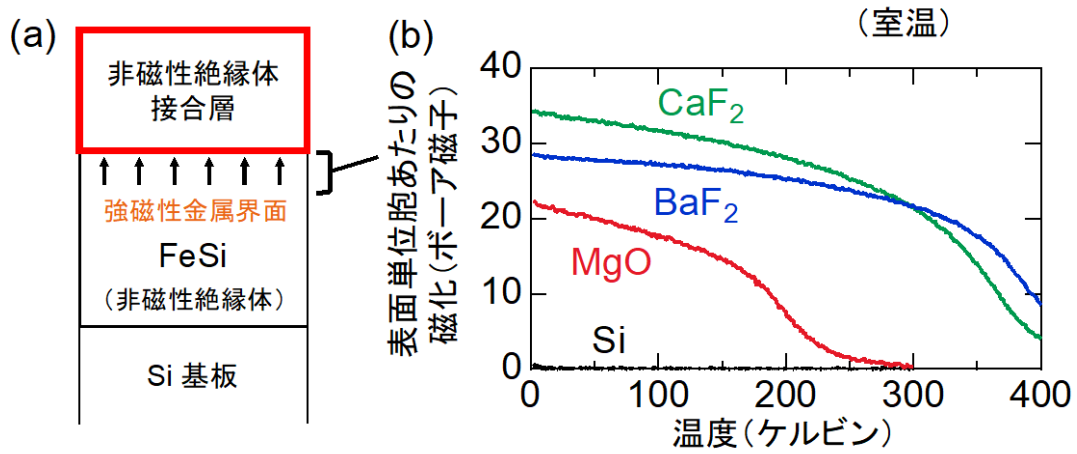 (a)
非磁性絶縁体
接合層
強磁性金属界面
FeSi
(非磁性絶縁体)
Si 基板
(b)
(室温)
表面単位胞あたりの
磁化(ボーア磁子)
40
30
20
10
0
CaF2
BaF2
MgO
Si
0
100
200
300
400
温度(ケルビン)